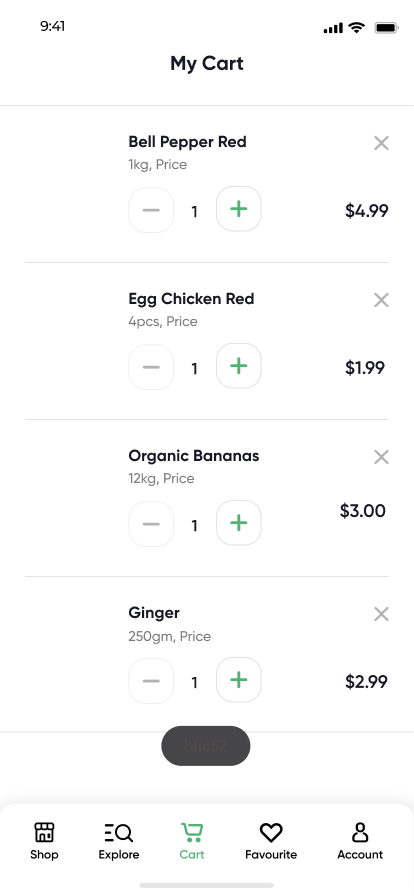 9:41
My Cart
Bell Pepper Red
1kg, Price
1
$4.99
Egg Chicken Red
4pcs, Price
1
$1.99
Organic Bananas
12kg, Price
1
$3.00
Ginger
250gm, Price
1
$2.99
Shop
Explore
Cart
Favourite
Account